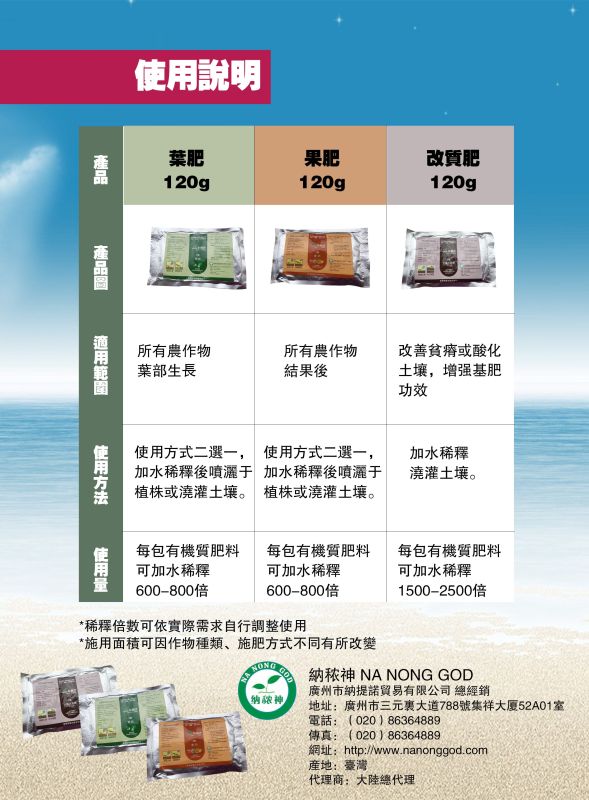 使用說明
產品
葉肥
120g
果肥
120g
改質肥
120g
產品圖
適用範圍
所有農作物
葉部生長
所有農作物
結果後
改善貧瘠或酸化
土壤，增强基肥
功效
使用方法
使用方式二選一，
加水稀釋後噴灑于
植株或澆灌土壤。
使用方式二選一，
加水稀釋後噴灑于
植株或澆灌土壤。
加水稀釋
澆灌土壤。
使用量
每包有機質肥料
可加水稀釋
600-800倍
每包有機質肥料
可加水稀釋
600-800倍
每包有機質肥料
可加水稀釋
1500-2500倍
*稀釋倍數可依實際需求自行調整使用
*施用面積可因作物種類、施肥方式不同有所改變
NA NONG GOD
納秾神
納秾神 NA NONG GOD
廣州市納提諾貿易有限公司 總經銷
地址：廣州市三元裏大道788號集祥大厦52A01室
電話：（020）86364889
傳真：（020）86364889
網址：http://www.nanonggod.com
産地：臺灣
代理商：大陸總代理